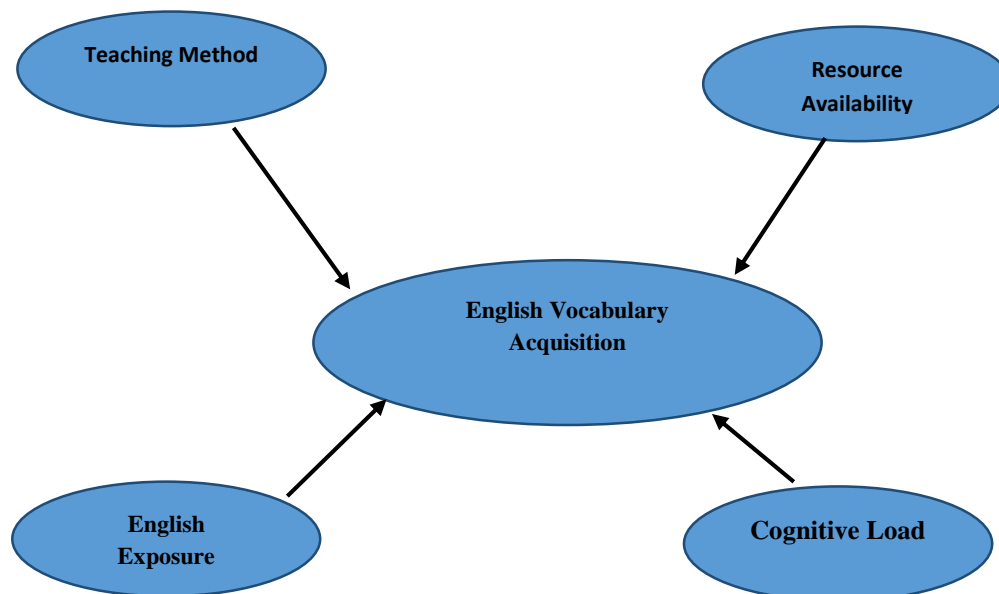 Teaching Method
Resource
Availability
English Vocabulary
Acquisition
English
Exposure
Cognitive Load